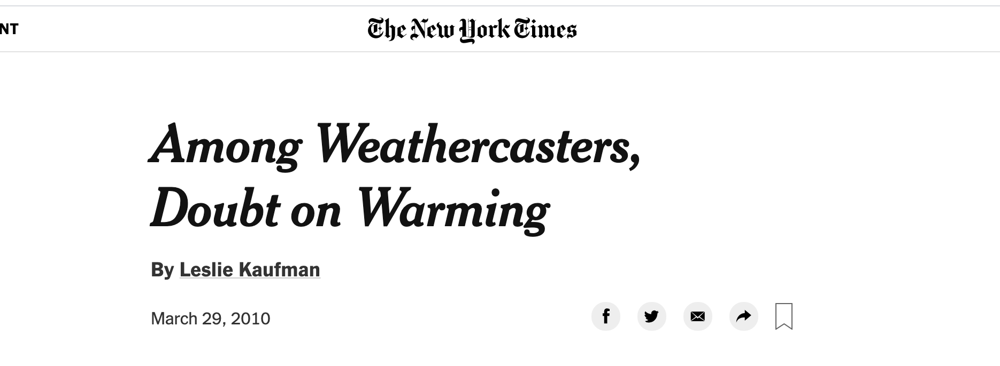 NT
The New York Times
Among Weathercasters,
Doubt on Warming
By Leslie Kaufman
March 29, 2010